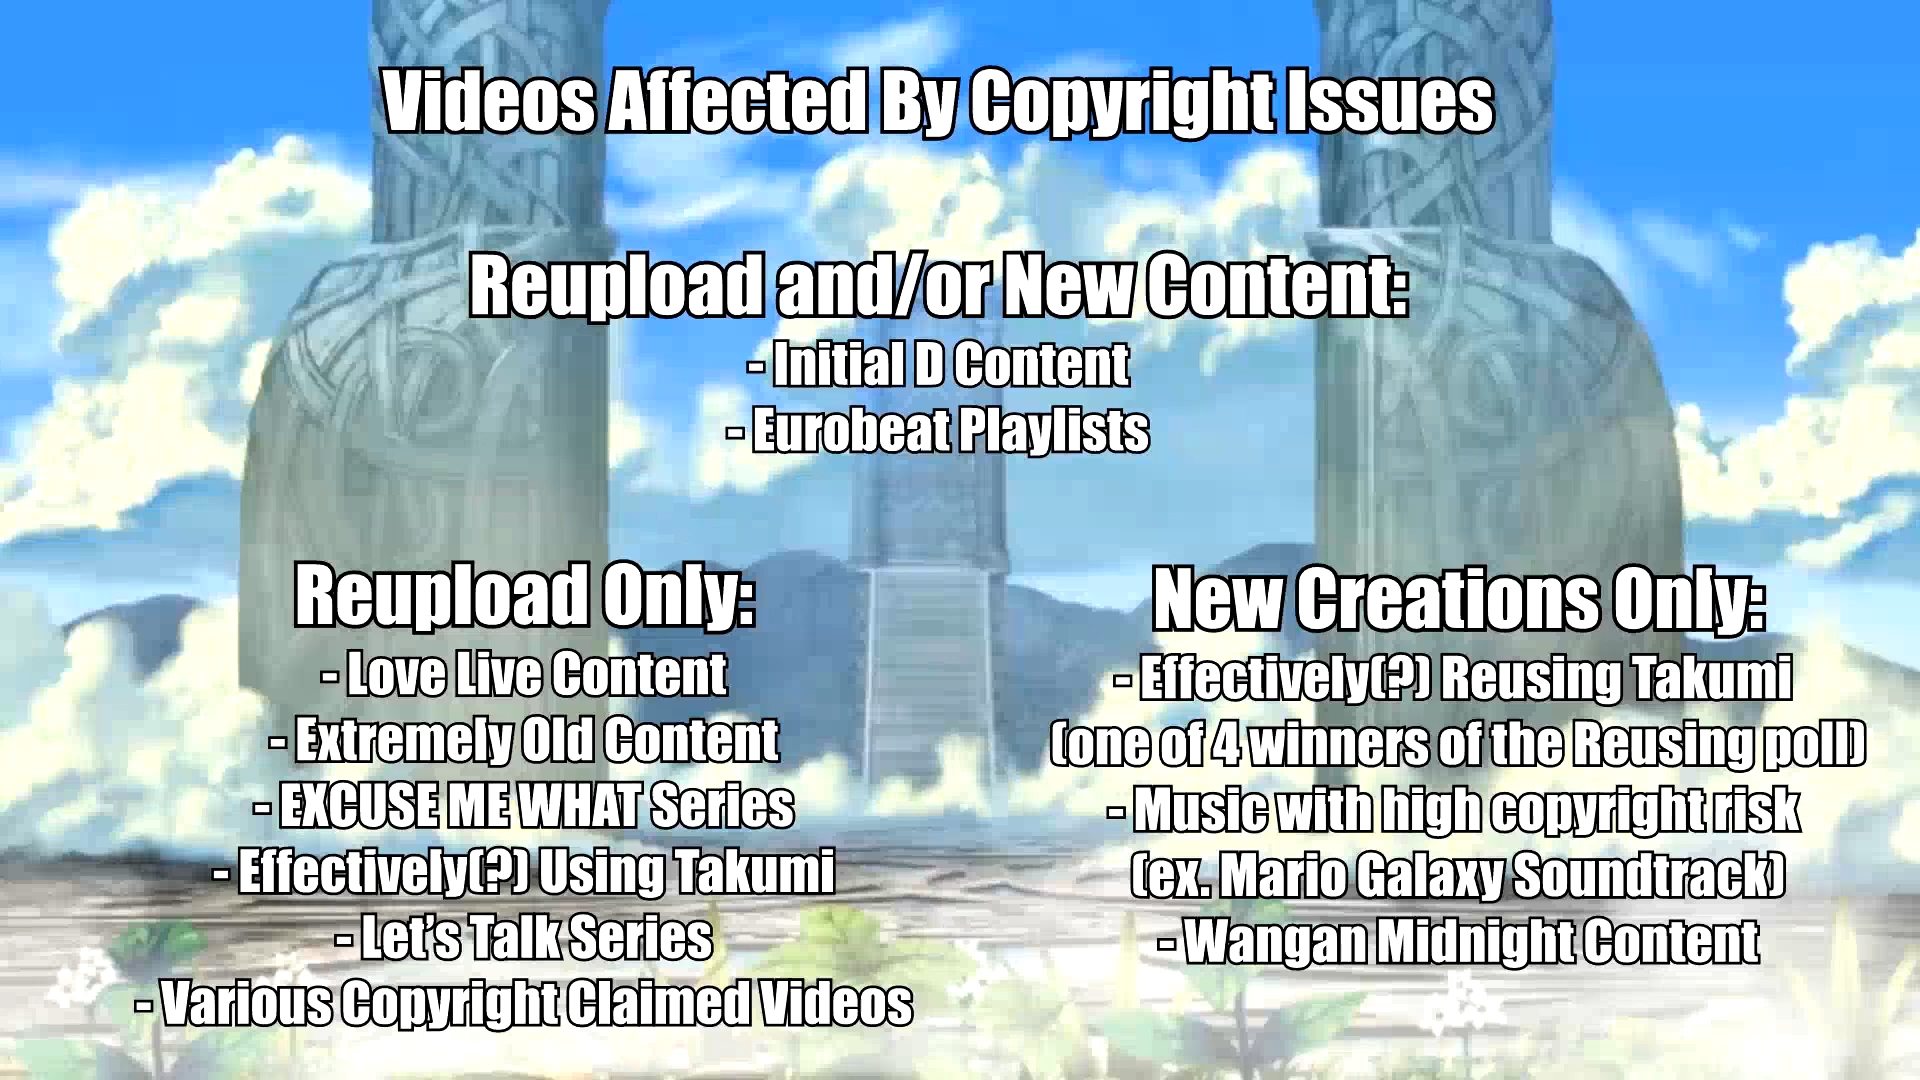 Videos Affected By Copyright Issues
Reupload and/or New Content:
- Initial D Content
- Eurobeat Playlists
Reupload Only:
- Love Live Content
- Extremely Old Content
- EXCUSE ME WHAT Series
- Effectively(?) Using Takumi
- Let's Talk Series
- Various Copyright Claimed Videos
New Creations Only:
- Effectively(?) Reusing Takumi
(one of 4 winners of the Reusing poll)
- Music with high copyright risk
(ex. Mario Galaxy Soundtrack)
- Wangan Midnight Content